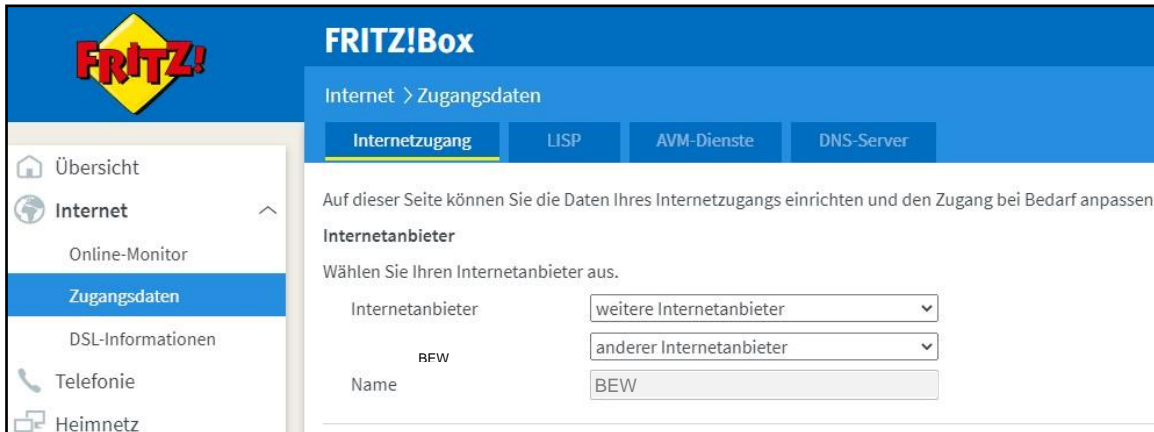 FRITZ!
FRITZ!Box
Internet > Zugangsdaten
Internetzugang LISP AVM-Dienste DNS-Server
Übersicht
Internet
Online-Monitor
Zugangsdaten
DSL-Informationen
Telefonie
Heimnetz
Auf dieser Seite können Sie die Daten Ihres Internetzugangs einrichten und den Zugang bei Bedarf anpassen
Internetanbieter
Wählen Sie Ihren Internetanbieter aus.
Internetanbieter weitere Internetanbieter
anderer Internetanbieter
BEW
Name BEW